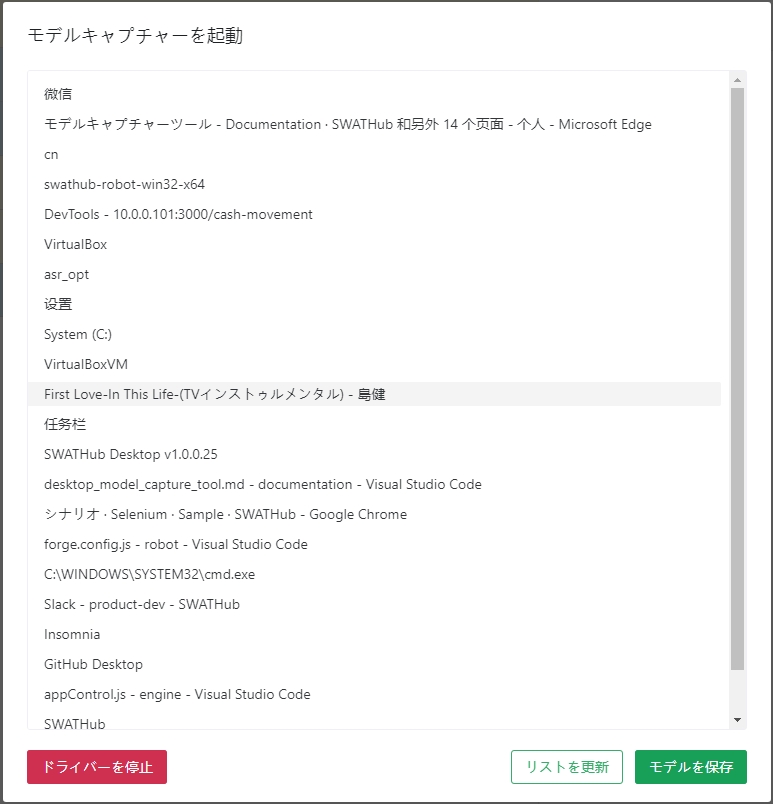 モデルキャプチャーを起動
微信
モデルキャプチャーツール - Documentation · SWATHub 和另外 14 个页面 - 个人 - Microsoft Edge
cn
swathub-robot-win32-x64
DevTools - 10.0.0.101:3000/cash-movement
VirtualBox
asr_opt
设置
System (C:)
VirtualBoxVM
First Love-In This Life-(TVインストゥルメンタル) - 島健
任务栏
SWATHub Desktop v1.0.0.25
desktop_model_capture_tool.md - documentation - Visual Studio Code
シナリオ · Selenium · Sample · SWATHub - Google Chrome
forge.config.js - robot - Visual Studio Code
C:\WINDOWS\SYSTEM32\cmd.exe
Slack - product-dev - SWATHub
Insomnia
GitHub Desktop
appControl.js - engine - Visual Studio Code
SWATHub
ドライバーを停止 リストを更新 モデルを保存